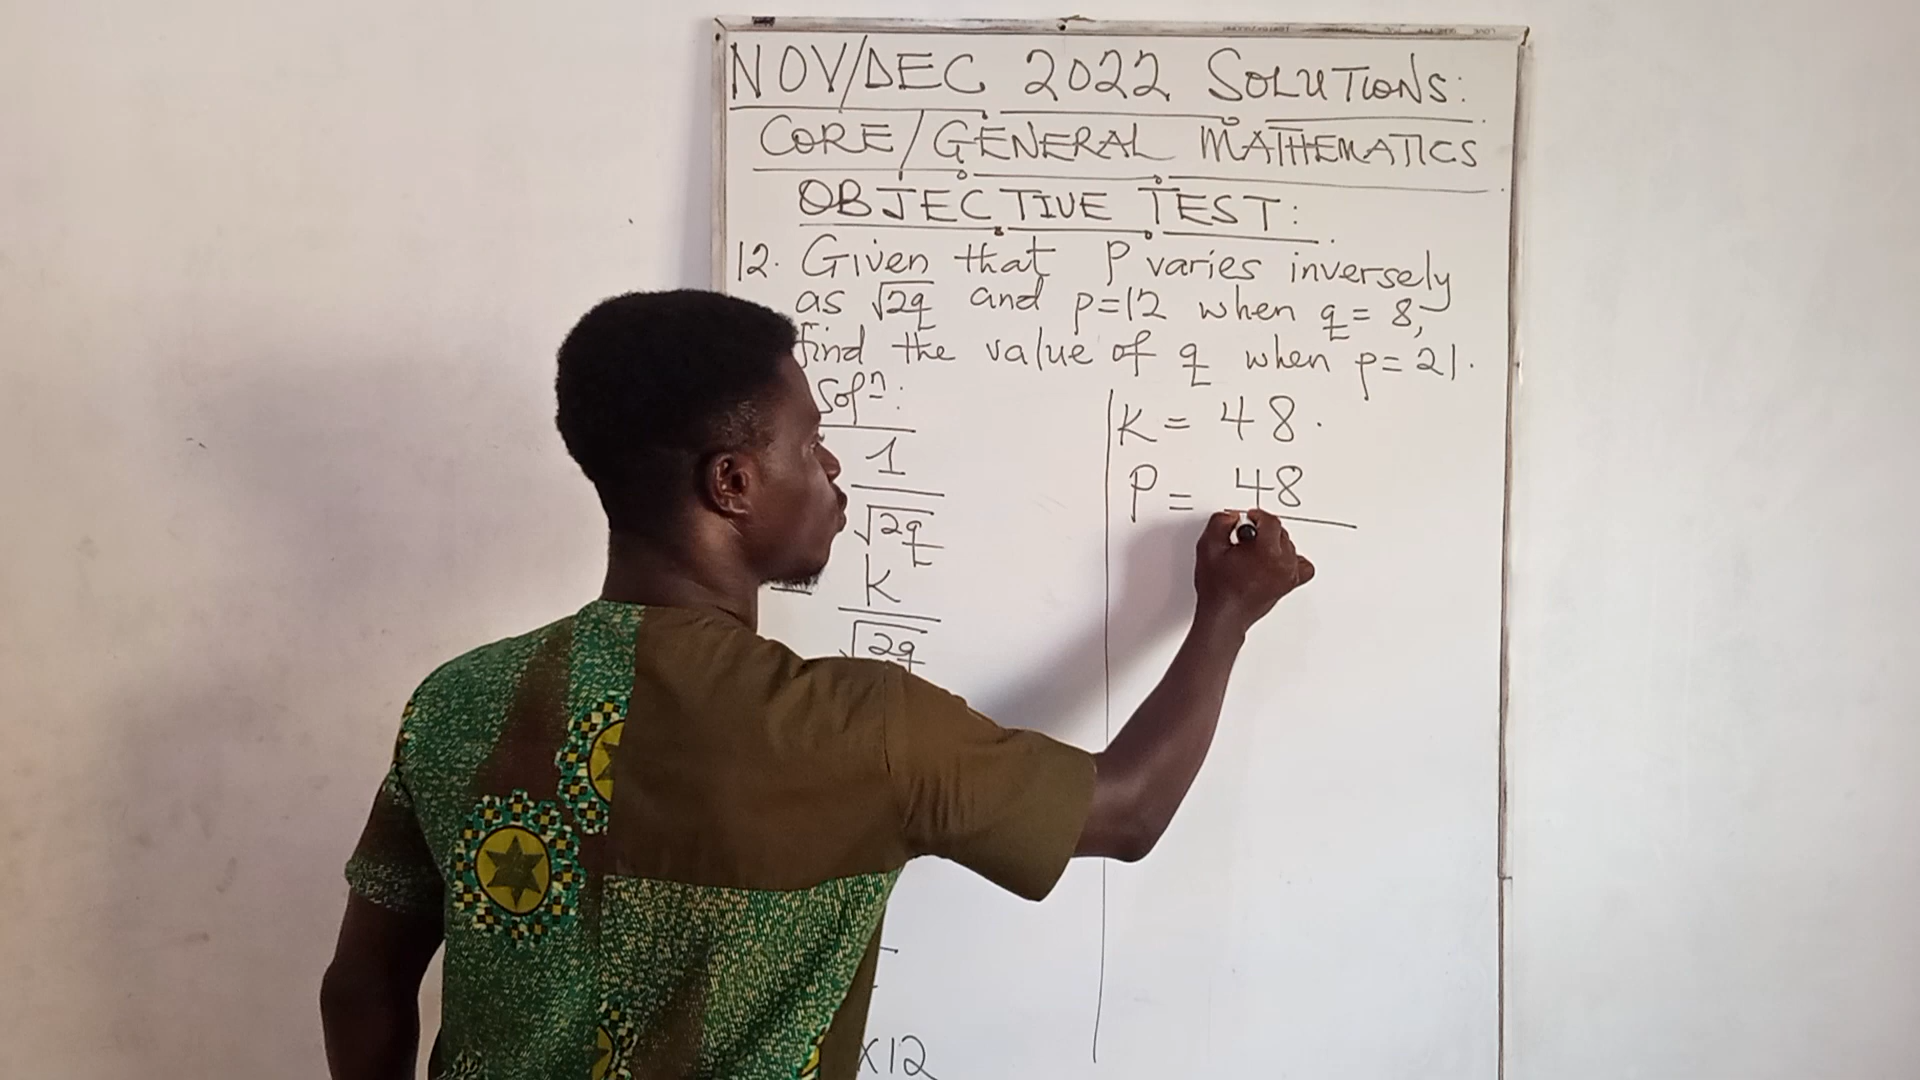 NOV/DEC 2022 SOLUTIONS:
CORE/GENERAL MATHEMATICS
OBJECTIVE TEST:
12. Given that P varies inversely
as √2q and p=12 when q = 8,
find the value of q when p=21.
Solⁿ:
1
√2q
K
√2q
x12
K = 48.
P = 48